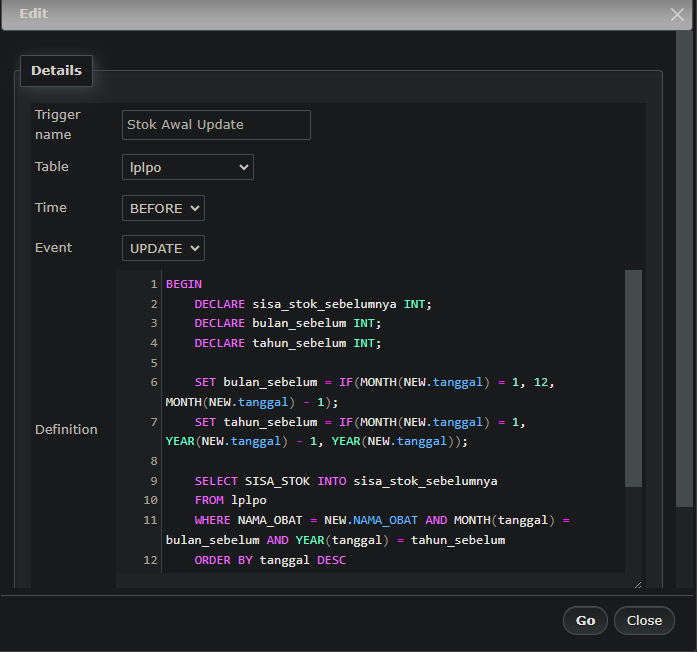 Edit
Details
Trigger
name
Stok Awal Update
Table
lplpo
Time
BEFORE
Event
UPDATE
Definition
1 BEGIN
2 DECLARE sisa_stok_sebelumnya INT;
3 DECLARE bulan_sebelum INT;
4 DECLARE tahun_sebelum INT;
5
6 SET bulan_sebelum = IF(MONTH(NEW.tanggal) = 1, 12,
MONTH(NEW.tanggal) - 1);
7 SET tahun_sebelum = IF(MONTH(NEW.tanggal) = 1,
YEAR(NEW.tanggal) - 1, YEAR(NEW.tanggal));
8
9 SELECT SISA_STOK INTO sisa_stok_sebelumnya
10 FROM lplpo
11 WHERE NAMA_OBAT = NEW.NAMA_OBAT AND MONTH(tanggal) =
bulan_sebelum AND YEAR(tanggal) = tahun_sebelum
12 ORDER BY tanggal DESC
Go
Close